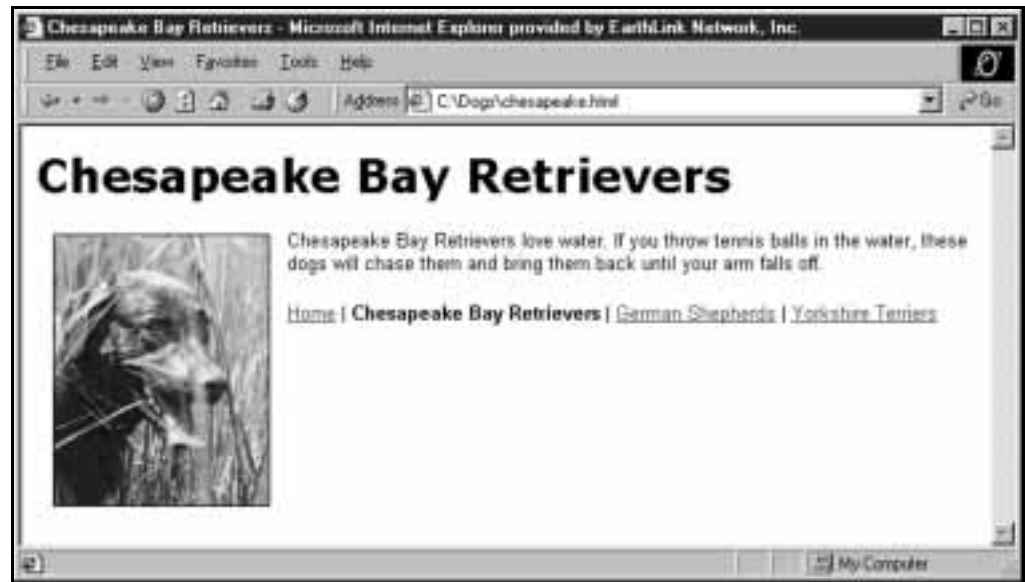 Chesapeake Bay Retrievers - Microsoft Internet Explorer provided by EarthLink Network, Inc.
File Edit View Favorites Tools Help
Address C:\Dogs\chesapeake.html Go
Chesapeake Bay Retrievers
Chesapeake Bay Retrievers love water. If you throw tennis balls in the water, these
dogs will chase them and bring them back until your arm falls off.
Home | Chesapeake Bay Retrievers | German Shepherds | Yorkshire Terriers
My Computer